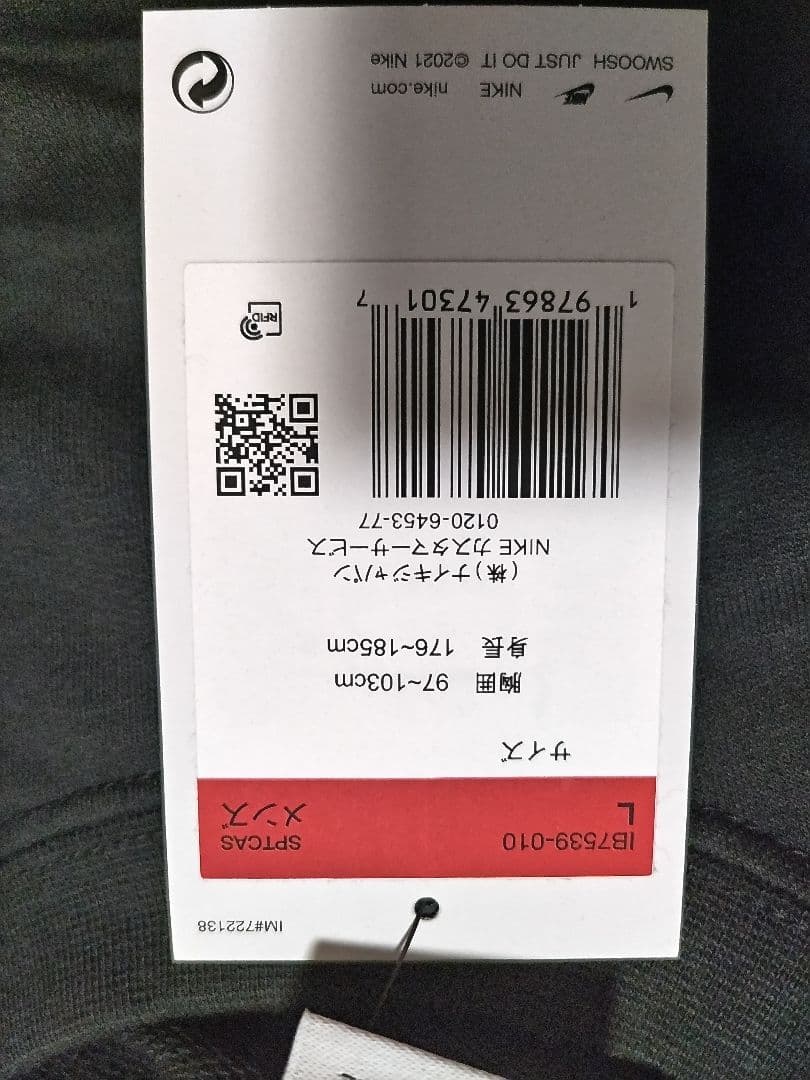 IM#722138
IB7539-010 SPTCAS
L メンズ
サイズ
胸囲 97~103cm
身長 176~185cm
(株)ナイキジャパン
NIKE カスタマーサービス
0120-6453-77
1 97863 47301 7
RFID
NIKE nike.com
SWOOSH JUST DO IT ©2021 Nike